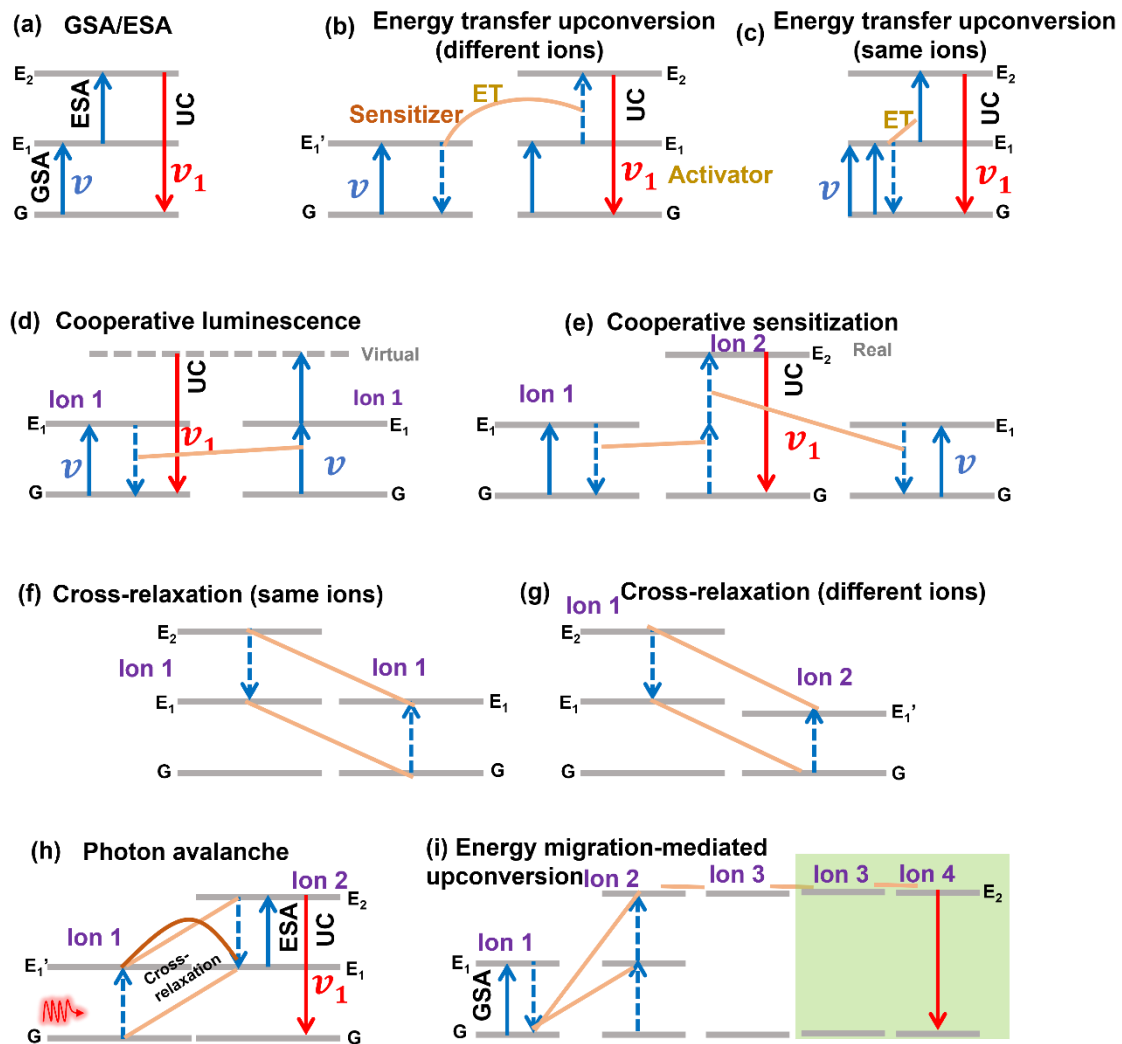 (a) GSA/ESA
E2
ESA
UC
E1
GSA
v
v1
G
(b) Energy transfer upconversion
(different ions)
ET
E2
UC
Sensitizer
E1'
E1
v
v1
Activator
G
G
(c) Energy transfer upconversion
(same ions)
E2
UC
ET
E1
v
v1
G
(d) Cooperative luminescence
Virtual
UC
Ion 1
Ion 1
E1
E1
v
v1
v
G
G
(e) Cooperative sensitization
Ion 2
E2
Real
UC
Ion 1
E1
E1
v1
v
G
G
(f) Cross-relaxation (same ions)
E2
Ion 1
Ion 1
E1
E1
G
G
(g) Cross-relaxation (different ions)
Ion 1
E2
Ion 2
E1
E1'
G
G
(h) Photon avalanche
Ion 2
E2
ESA
UC
Ion 1
E1'
Cross-
relaxation
E1
v1
G
G
(i) Energy migration-mediated
upconversion
Ion 2
Ion 3
Ion 3
Ion 4
E2
Ion 1
E1
GSA
G